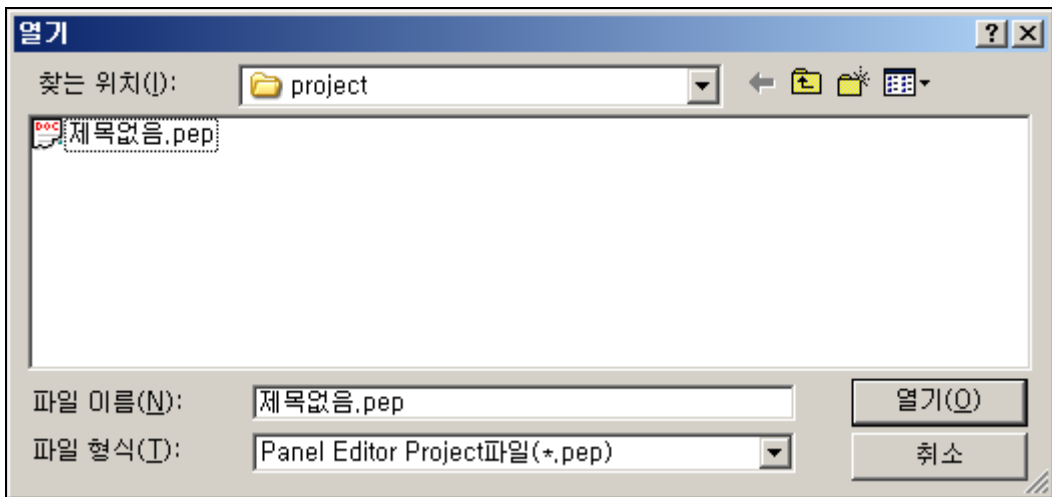 열기
찾는 위치(I): project
제목없음.pep
파일 이름(N): 제목없음.pep 열기(O)
파일 형식(T): Panel Editor Project파일(*.pep) 취소